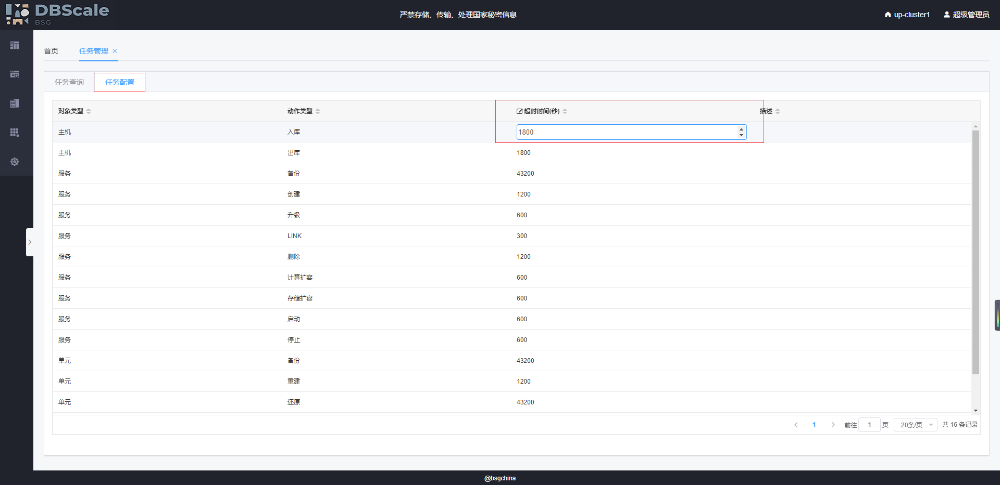 DBScale
BSG
严禁存储、传输、处理国家秘密信息
up-cluster1
超级管理员
首页
任务管理
任务查询
任务配置
对象类型 动作类型 超时时间(秒) 描述
主机 入库 1800
主机 出库 1800
服务 备份 43200
服务 创建 1200
服务 升级 600
服务 LINK 300
服务 删除 1200
服务 计算扩容 600
服务 存储扩容 600
服务 启动 600
服务 停止 600
单元 备份 43200
单元 重建 1200
单元 还原 43200
1 前往 1 页 20条/页 共 16 条记录
@bsgchina